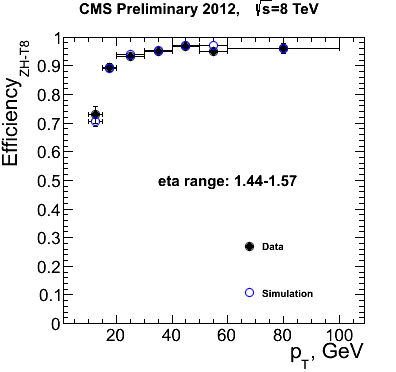 CMS Preliminary 2012, √s=8 TeV
Efficiency ZH-T8
1
0.9
0.8
0.7
0.6
0.5
0.4
0.3
0.2
0.1
0
eta range: 1.44-1.57
Data
Simulation
20 40 60 80 100
p_T, GeV